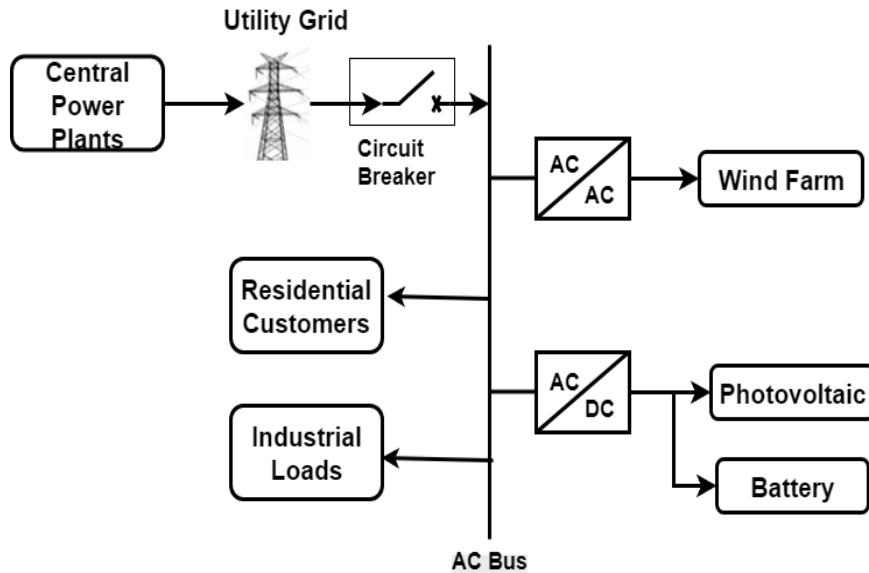 Utility Grid
Central
Power
Plants
Circuit
Breaker
AC
AC
Wind Farm
Residential
Customers
AC
DC
Photovoltaic
Industrial
Loads
Battery
AC Bus